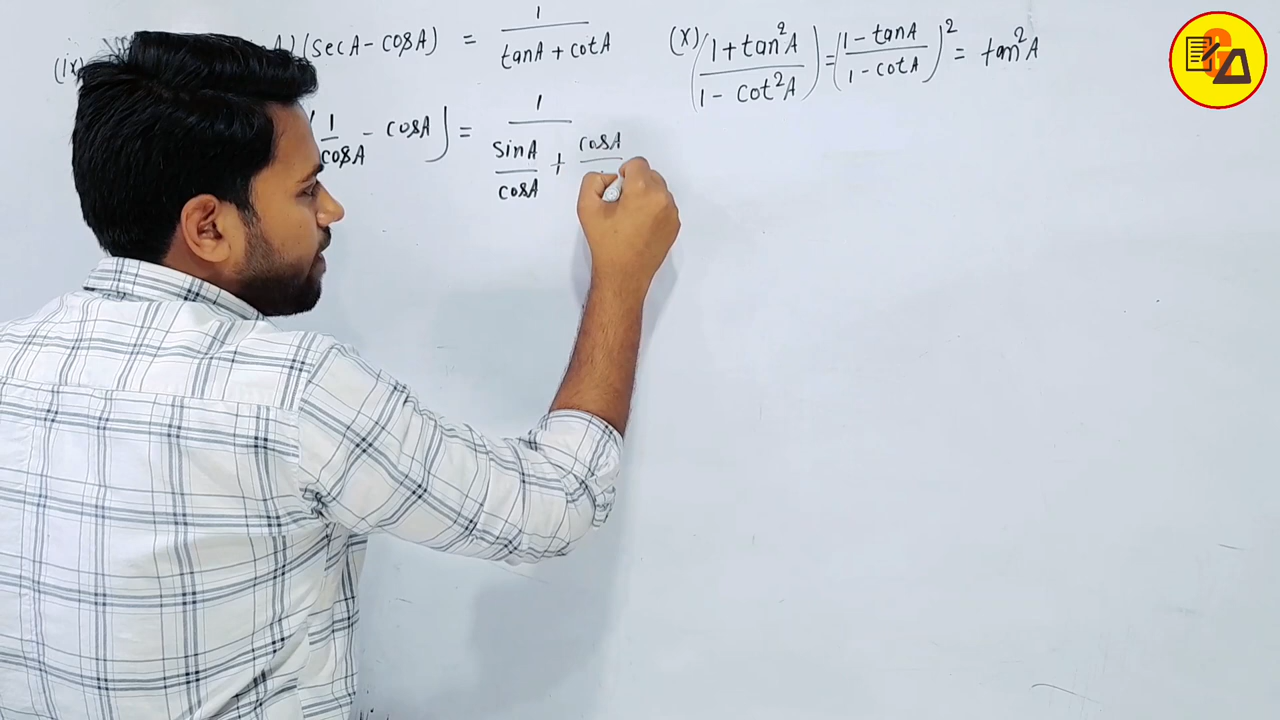 (ix) A)(secA - cosA) = 1/(tanA + cotA)
(1/cosA - cosA) = 1/(sinA/cosA + cosA/
(x) ((1+tan²A)/(1 - cot²A)) = ((1 - tanA)/(1 - cotA))² = tan²A